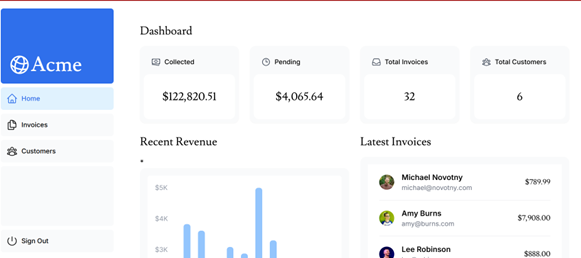 Acme
Home
Invoices
Customers
Sign Out
Dashboard
Collected
$122,820.51
Pending
$4,065.64
Total Invoices
32
Total Customers
6
Recent Revenue
$5K
$4K
$3K
Latest Invoices
Michael Novotny
michael@novotny.com
$789.99
Amy Burns
amy@burns.com
$7,908.00
Lee Robinson
$888.00